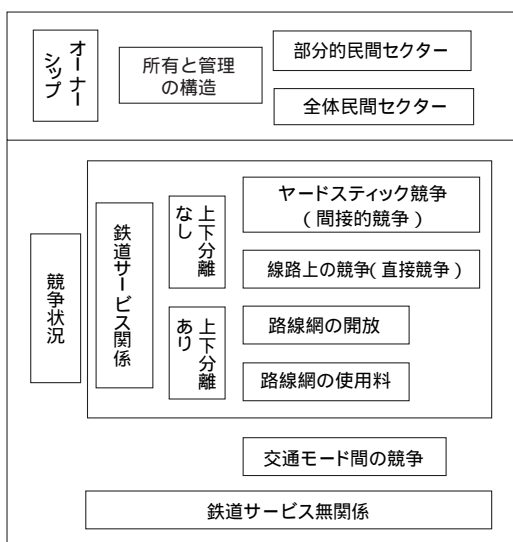 オーナー
シップ
所有と管理
の構造
部分的民間セクター
全体民間セクター
競争状況
鉄道サービス関係
上下分離
なし
ヤードスティック競争
(間接的競争)
線路上の競争(直接競争)
上下分離
あり
路線網の開放
路線網の使用料
交通モード間の競争
鉄道サービス無関係